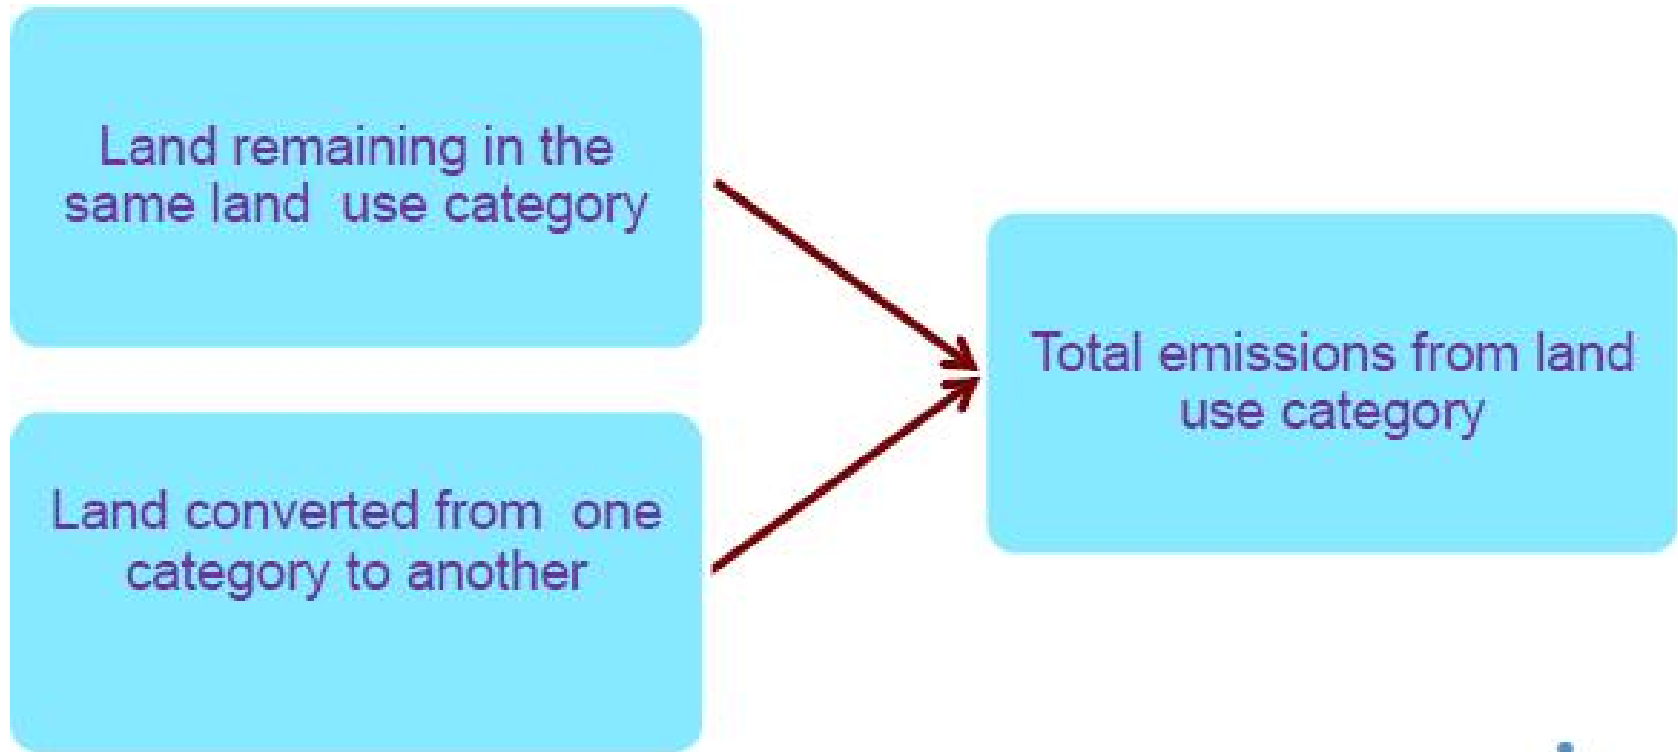 Land remaining in the
same land use category
Land converted from one
category to another
Total emissions from land
use category